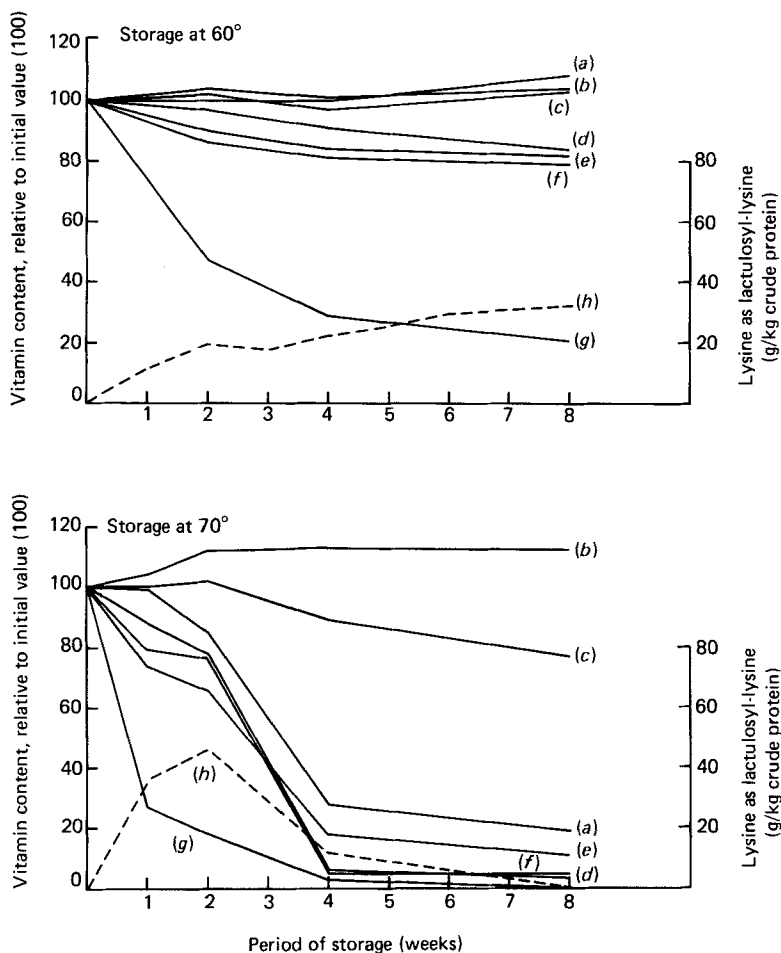 Storage at 60°
Vitamin content, relative to initial value (100)
120
100
80
60
40
20
0
1 2 3 4 5 6 7 8
(a)
(b)
(c)
(d)
(e)
(f)
(h)
(g)
80
60
40
20
Lysine as lactulosyl-lysine
(g/kg crude protein)
Storage at 70°
Vitamin content, relative to initial value (100)
120
100
80
60
40
20
0
1 2 3 4 5 6 7 8
(b)
(c)
(h)
(g)
(a)
(e)
(f)
(d)
80
60
40
20
Lysine as lactulosyl-lysine
(g/kg crude protein)
Period of storage (weeks)